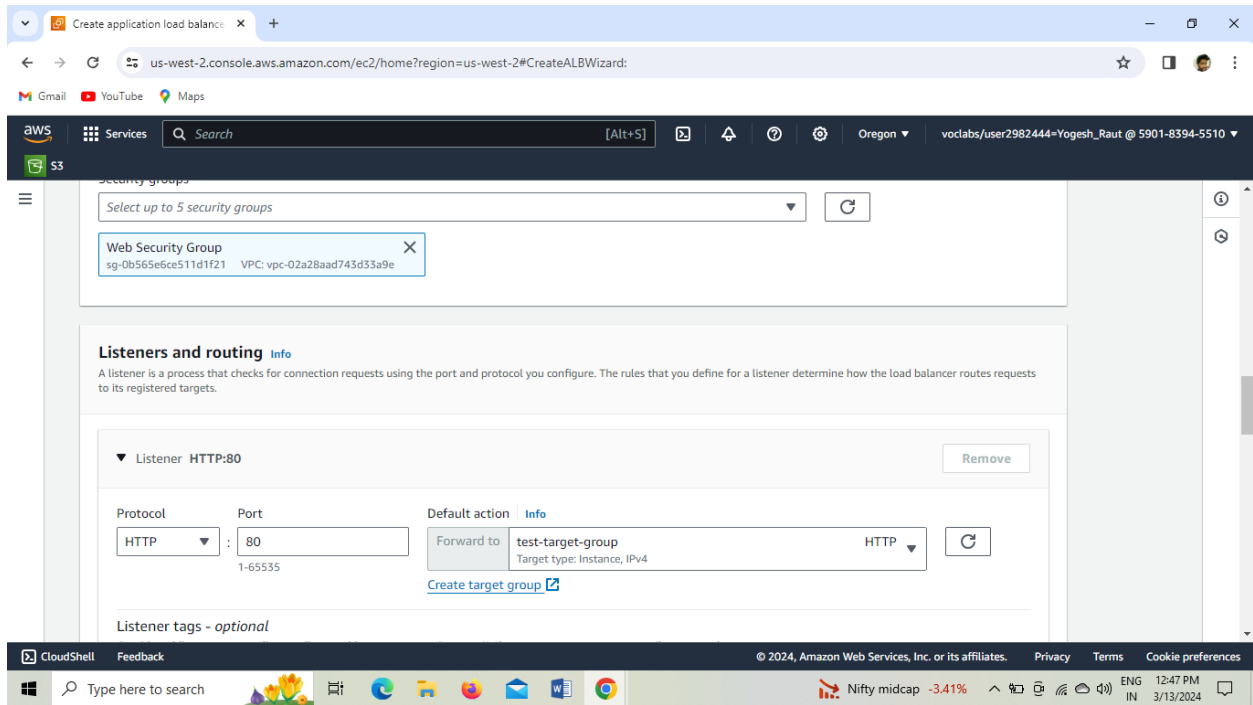 Create application load balance
us-west-2.console.aws.amazon.com/ec2/home?region=us-west-2#CreateALBWizard:
Gmail YouTube Maps
aws Services Search [Alt+S] Oregon voclabs/user2982444=Yogesh_Raut @ 5901-8394-5510
S3
Security groups
Select up to 5 security groups
Web Security Group
sg-0b565e6ce511d1f21 VPC: vpc-02a28aad743d33a9e
Listeners and routing Info
A listener is a process that checks for connection requests using the port and protocol you configure. The rules that you define for a listener determine how the load balancer routes requests
to its registered targets.
Listener HTTP:80 Remove
Protocol Port Default action Info
HTTP : 80 Forward to test-target-group HTTP
Target type: Instance, IPv4
1-65535
Create target group
Listener tags - optional
CloudShell Feedback © 2024, Amazon Web Services, Inc. or its affiliates. Privacy Terms Cookie preferences
Type here to search Nifty midcap -3.41% ENG 12:47 PM
IN 3/13/2024